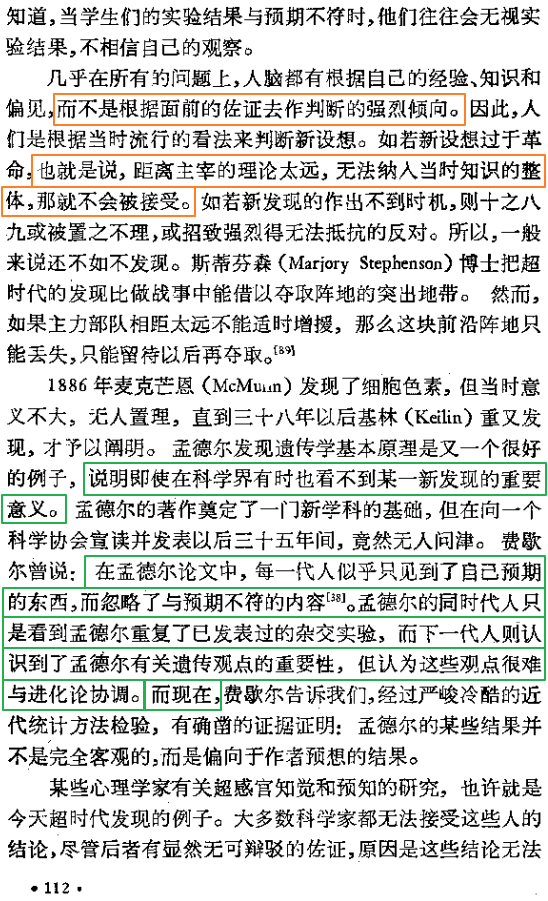 知道,当学生们的实验结果与预期不符时,他们往往会无视实
验结果,不相信自己的观察。
几乎在所有的问题上,人脑都有根据自己的经验、知识和
偏见,而不是根据面前的佐证去作判断的强烈倾向。因此,人
们是根据当时流行的看法来判断新设想。如若新设想过于革
命,也就是说,距离主宰的理论太远,无法纳入当时知识的整
体,那就不会被接受。如若新发现的作出不到时机,则十之八
九或被置之不理,或招致强烈得无法抵抗的反对。所以,一般
来说还不如不发现。斯蒂芬森(Marjory Stephenson)博士把超
时代的发现比做战事中能借以夺取阵地的突出地带。然而,
如果主力部队相距太远不能适时增援,那么这块前沿阵地只
能丢失,只能留待以后再夺取。[89]
1886年麦克芒恩(McMunn)发现了细胞色素,但当时意
义不大,无人置理,直到三十八年以后基林(Keilin)重又发
现,才予以阐明。孟德尔发现遗传学基本原理是又一个很好
的例子,说明即使在科学界有时也看不到某一新发现的重要
意义。孟德尔的著作奠定了一门新学科的基础,但在向一个
科学协会宣读并发表以后三十五年间,竟然无人问津。费歇
尔曾说:在孟德尔论文中,每一代人似乎只见到了自己预期
的东西,而忽略了与预期不符的内容[38]。孟德尔的同时代人只
是看到孟德尔重复了已发表过的杂交实验,而下一代人则认
识到了孟德尔有关遗传观点的重要性,但认为这些观点很难
与进化论协调。而现在,费歇尔告诉我们,经过严峻冷酷的近
代统计方法检验,有确凿的证据证明:孟德尔的某些结果并
不是完全客观的,而是偏向于作者预想的结果。
某些心理学家有关超感官知觉和预知的研究,也许就是
今天超时代发现的例子。大多数科学家都无法接受这些人的
结论,尽管后者有显然无可辩驳的佐证,原因是这些结论无法
• 112 •